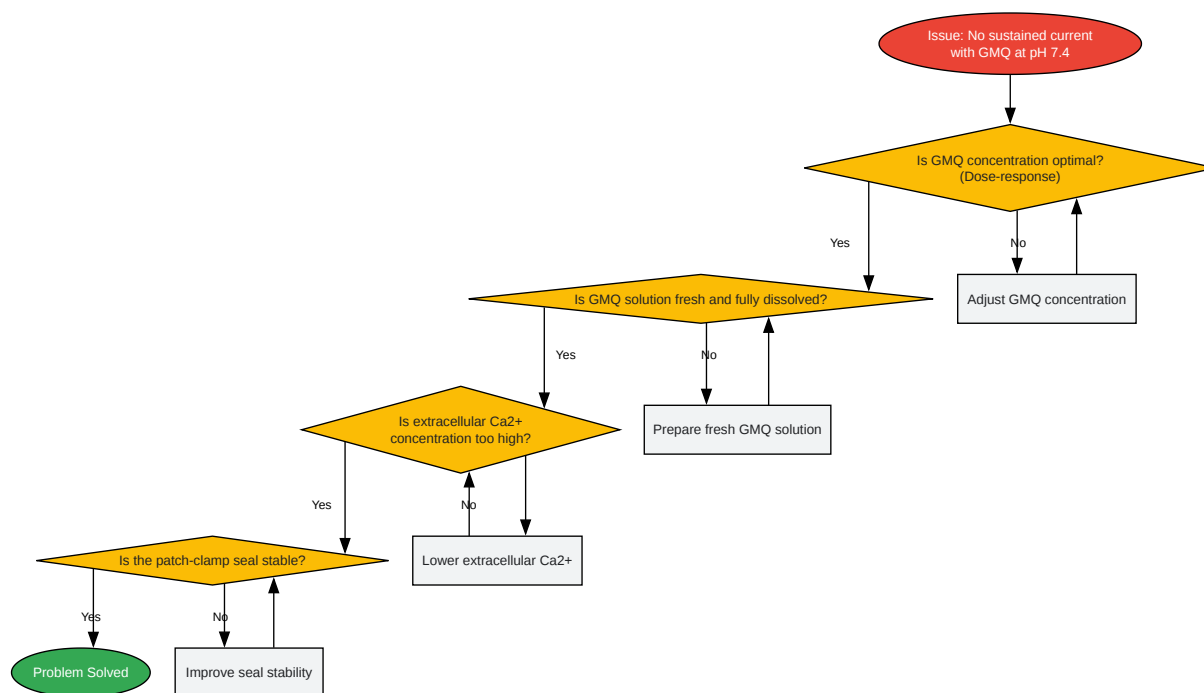 Issue: No sustained current
with GMQ at pH 7.4
Is GMQ concentration optimal?
(Dose-response)
Yes
No
Adjust GMQ concentration
Is GMQ solution fresh and fully dissolved?
Yes
No
Prepare fresh GMQ solution
Is extracellular Ca2+
concentration too high?
Yes
No
Lower extracellular Ca2+
Is the patch-clamp seal stable?
Yes
No
Problem Solved
Improve seal stability